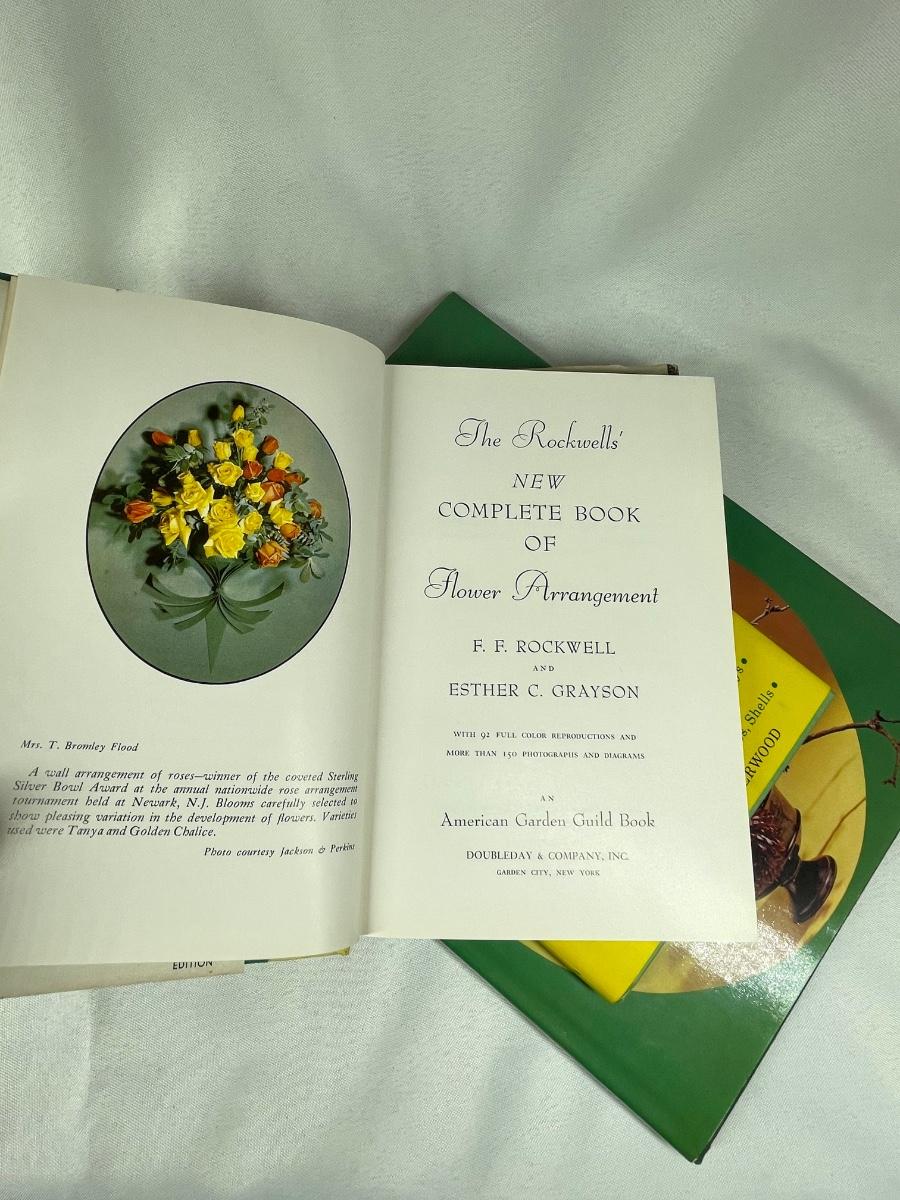 Mrs. T. Bromley Flood
A wall arrangement of roses—winner of the coveted Sterling
Silver Bowl Award at the annual nationwide rose arrangement
tournament held at Newark, N.J. Blooms carefully selected to
show pleasing variation in the development of flowers. Varieties
used were Tanya and Golden Chalice.
Photo courtesy Jackson & Perkins
EDITION
The Rockwells'
NEW
COMPLETE BOOK
OF
Flower Arrangement
F. F. ROCKWELL
AND
ESTHER C. GRAYSON
WITH 92 FULL COLOR REPRODUCTIONS AND
MORE THAN 150 PHOTOGRAPHS AND DIAGRAMS
AN
American Garden Guild Book
DOUBLEDAY & COMPANY, INC.
GARDEN CITY, NEW YORK
Shells •